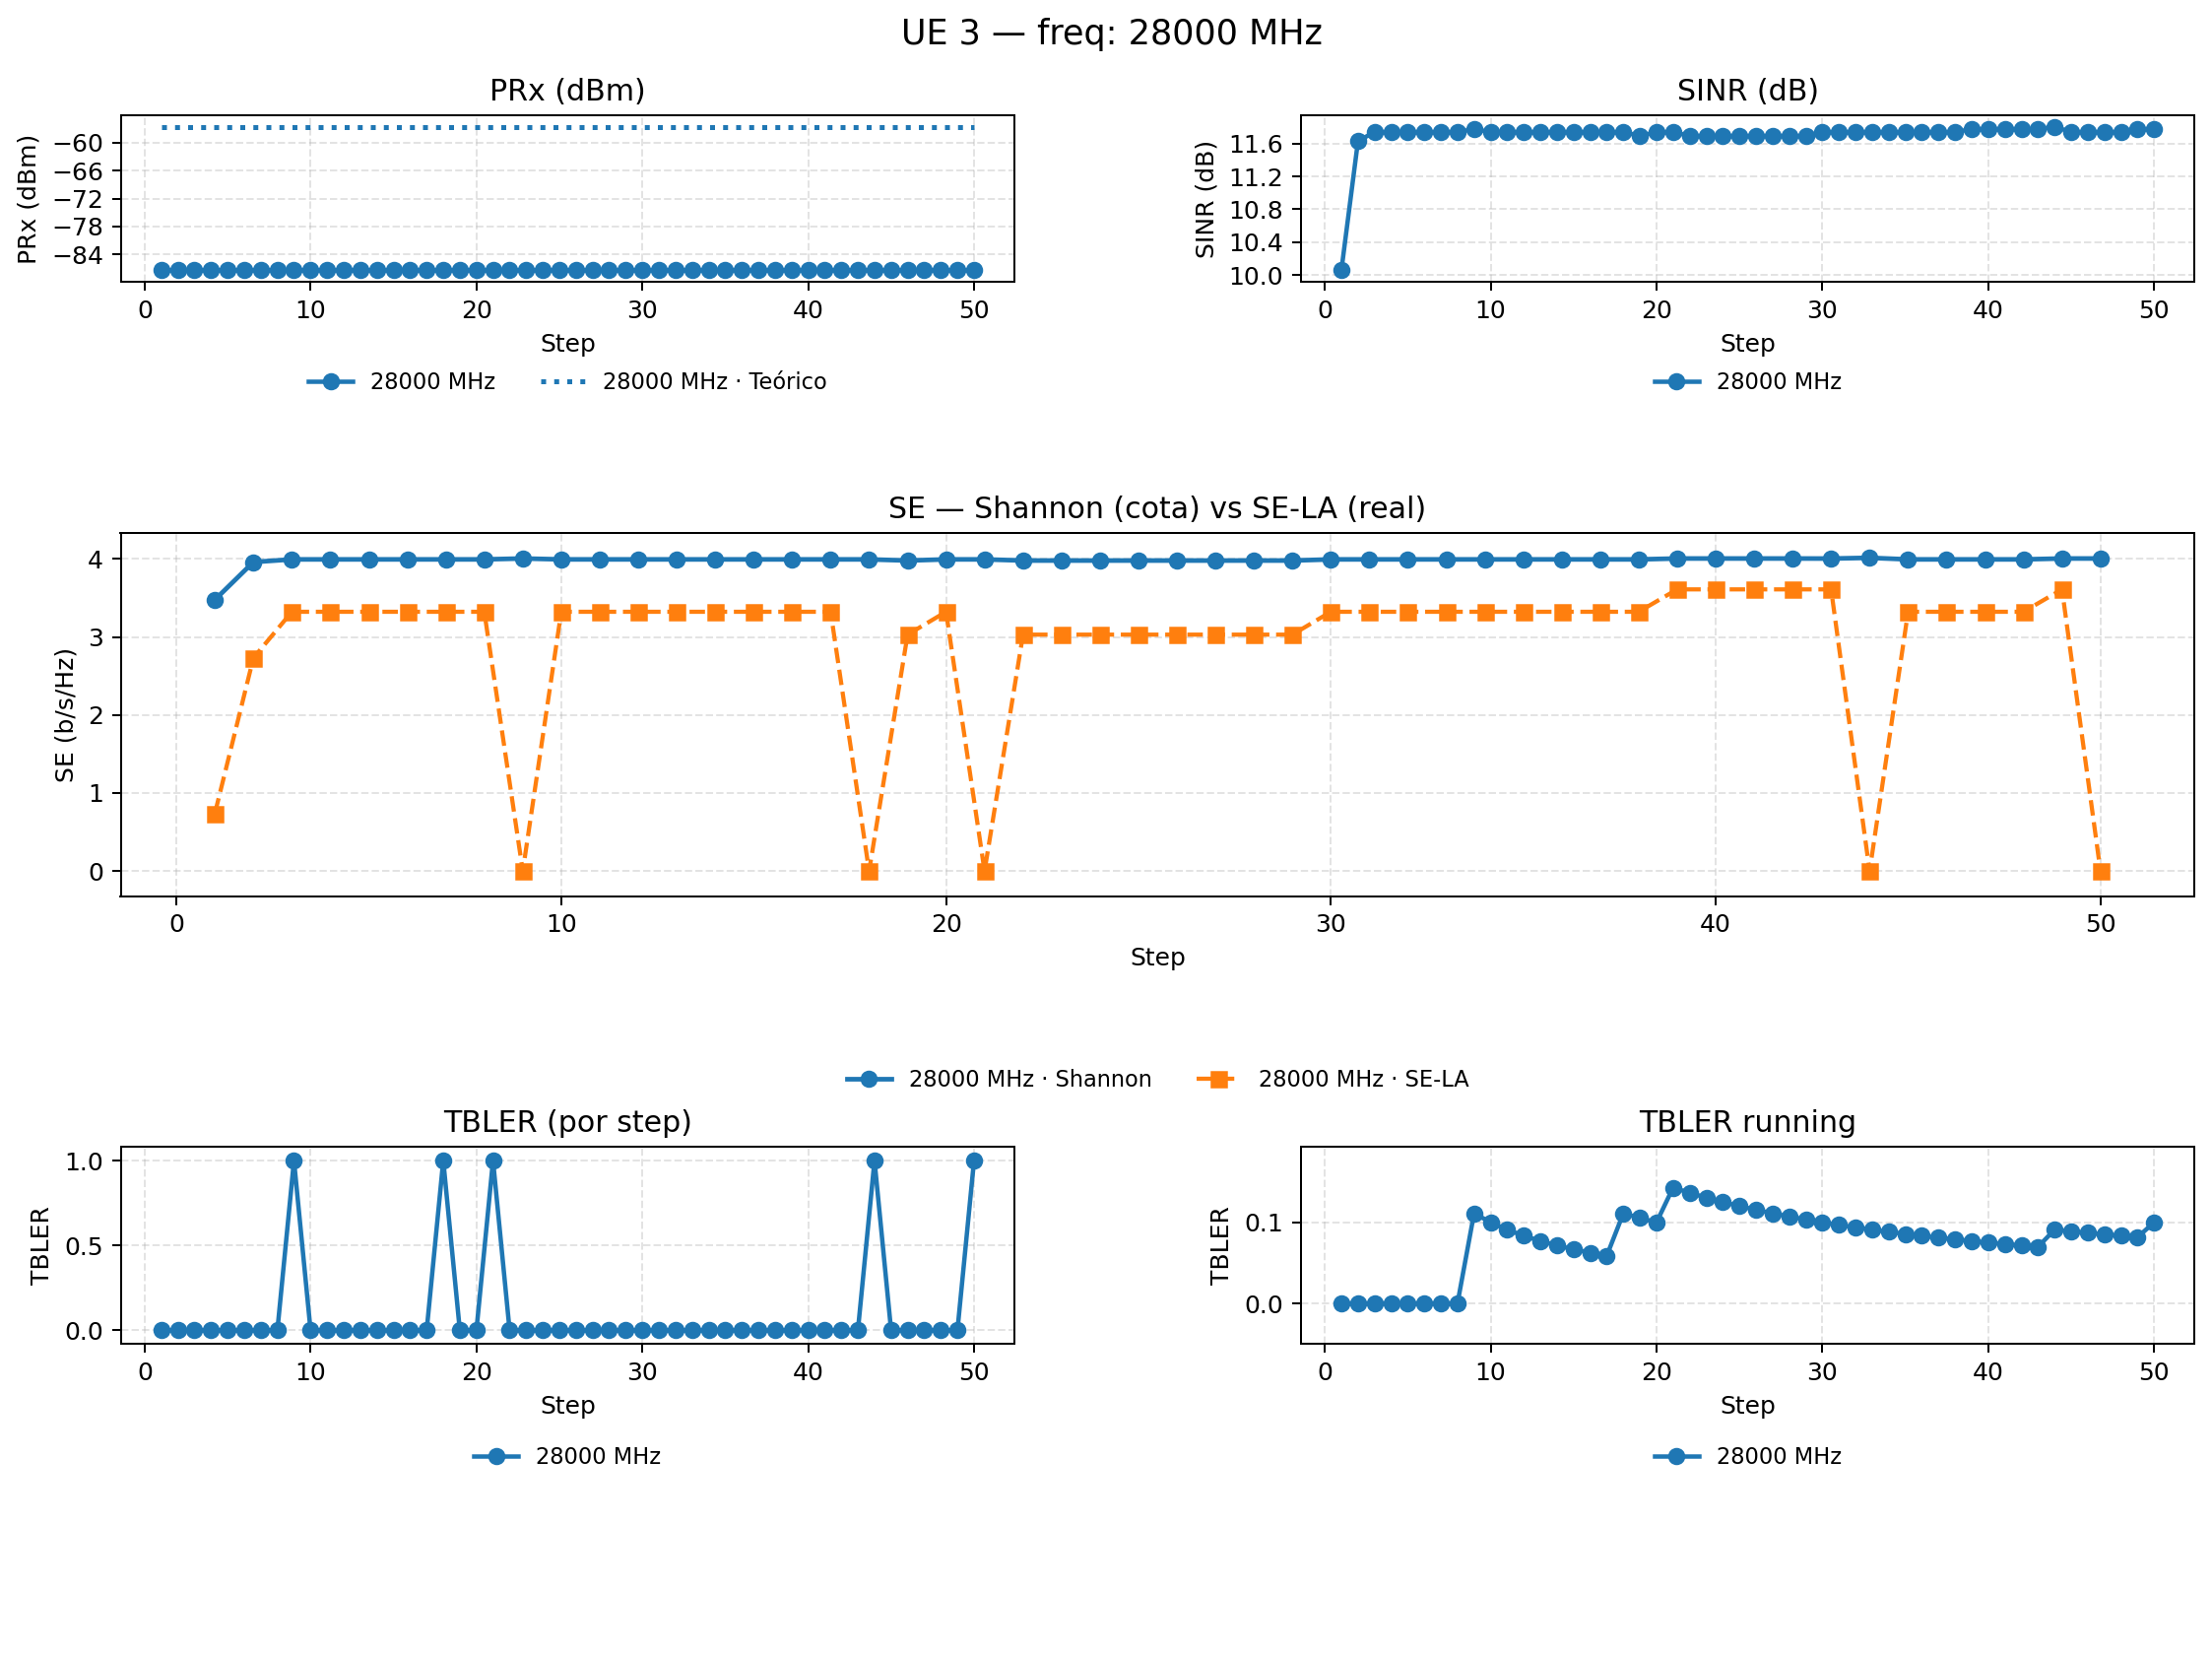 UE 3 — freq: 28000 MHz
PRx (dBm)
PRx (dBm)
−60
−66
−72
−78
−84
0 10 20 30 40 50
Step
28000 MHz 28000 MHz · Teórico
SINR (dB)
SINR (dB)
11.6
11.2
10.8
10.4
10.0
0 10 20 30 40 50
Step
28000 MHz
SE — Shannon (cota) vs SE-LA (real)
SE (b/s/Hz)
4
3
2
1
0
0 10 20 30 40 50
Step
28000 MHz · Shannon 28000 MHz · SE-LA
TBLER (por step)
TBLER
1.0
0.5
0.0
0 10 20 30 40 50
Step
28000 MHz
TBLER running
TBLER
0.1
0.0
0 10 20 30 40 50
Step
28000 MHz